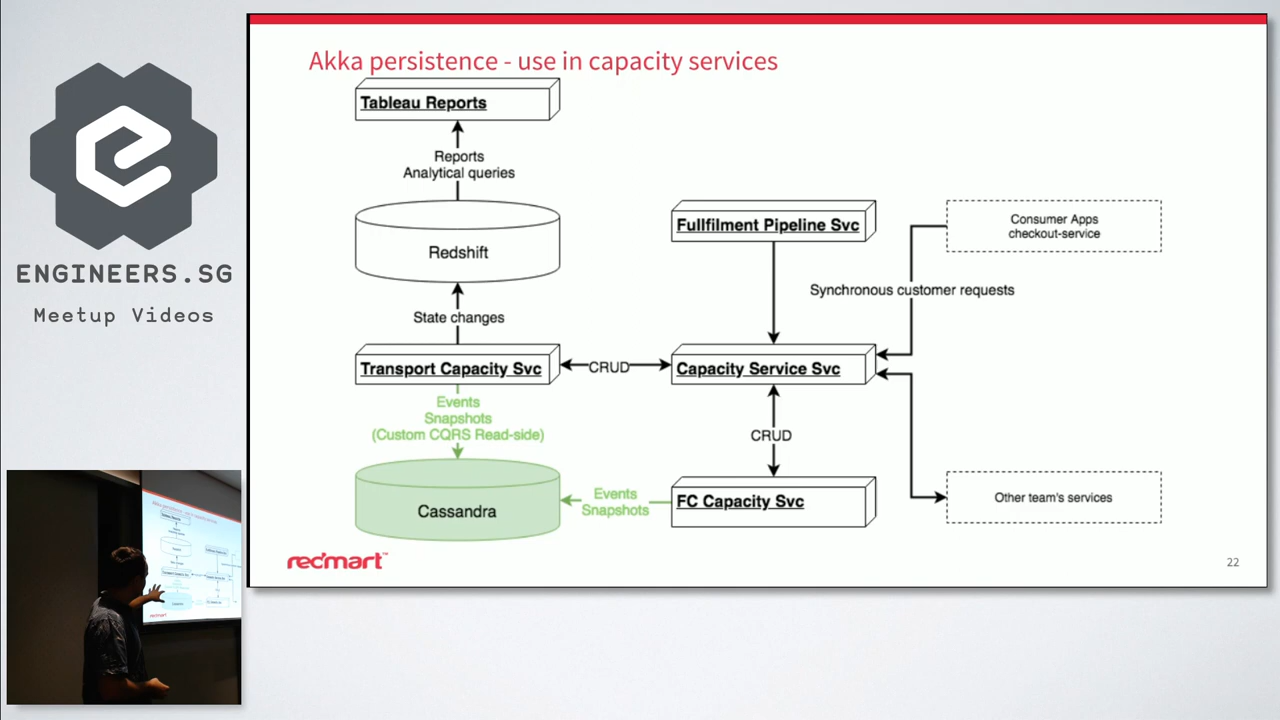 ENGINEERS.SG
Meetup Videos
Akka persistence - use in capacity services
Tableau Reports
Reports
Analytical queries
Redshift
State changes
Transport Capacity Svc
Events
Snapshots
(Custom CQRS Read-side)
Cassandra
Fullfilment Pipeline Svc
Consumer Apps
checkout-service
Synchronous customer requests
CRUD
Capacity Service Svc
CRUD
Events
Snapshots
FC Capacity Svc
Other team's services
redmart™
22